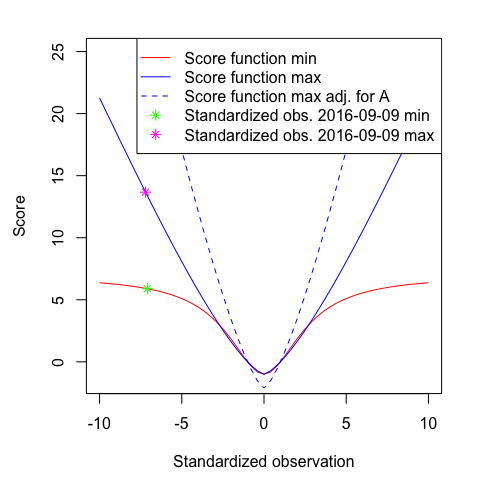 Score function min
Score function max
Score function max adj. for A
Standardized obs. 2016-09-09 min
Standardized obs. 2016-09-09 max
25
20
15
10
5
0
Score
-10 -5 0 5 10
Standardized observation